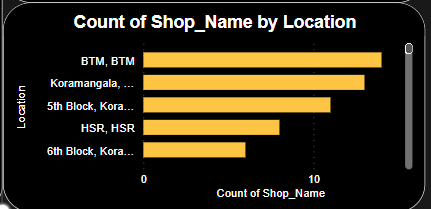 Count of Shop_Name by Location
Location
BTM, BTM
Koramangala, ...
5th Block, Kora...
HSR, HSR
6th Block, Kora...
0 10
Count of Shop_Name